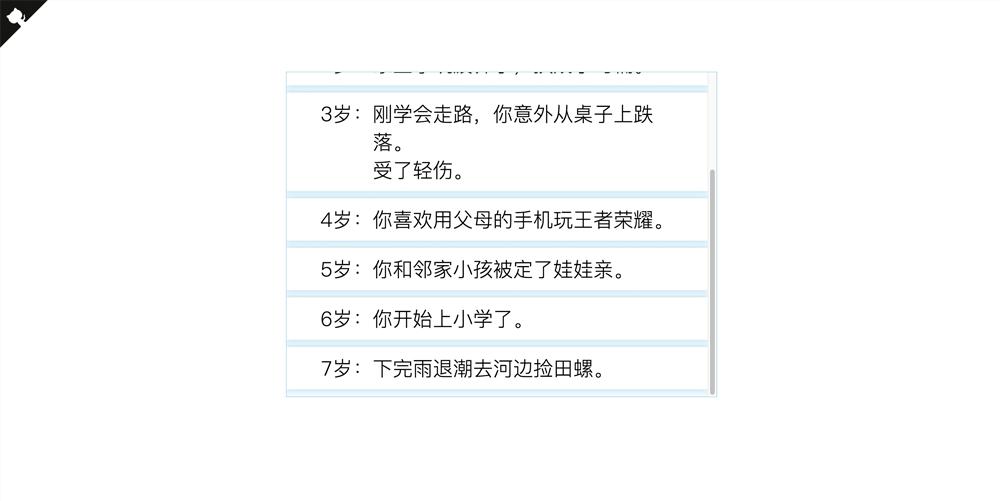 3岁：刚学会走路，你意外从桌子上跌
落。
受了轻伤。
4岁：你喜欢用父母的手机玩王者荣耀。
5岁：你和邻家小孩被定了娃娃亲。
6岁：你开始上小学了。
7岁：下完雨退潮去河边捡田螺。